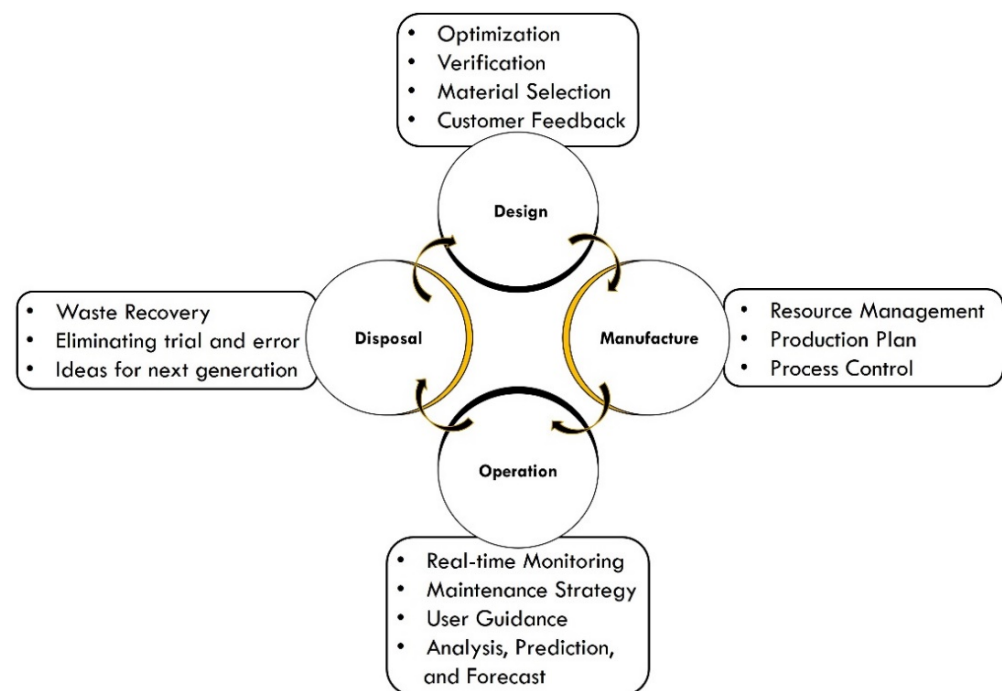 • Optimization
• Verification
• Material Selection
• Customer Feedback
Design
• Waste Recovery
• Eliminating trial and error
• Ideas for next generation
Disposal
Manufacture
• Resource Management
• Production Plan
• Process Control
Operation
• Real-time Monitoring
• Maintenance Strategy
• User Guidance
• Analysis, Prediction,
and Forecast